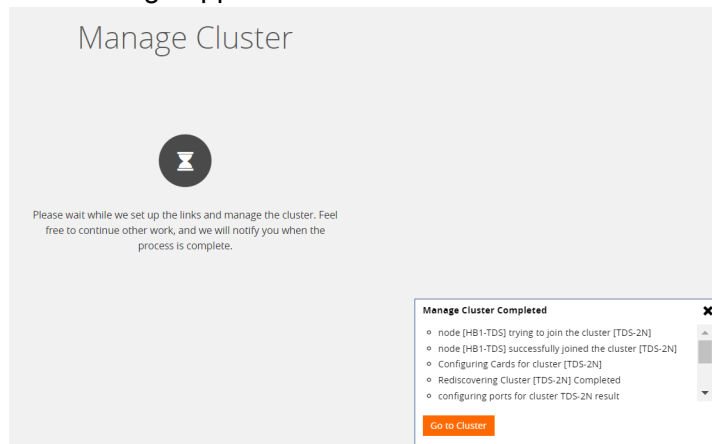 Manage Cluster
Please wait while we set up the links and manage the cluster. Feel
free to continue other work, and we will notify you when the
process is complete.
Manage Cluster Completed
node [HB1-TDS] trying to join the cluster [TDS-2N]
node [HB1-TDS] successfully joined the cluster [TDS-2N]
Configuring Cards for cluster [TDS-2N]
Rediscovering Cluster [TDS-2N] Completed
configuring ports for cluster TDS-2N result
Go to Cluster